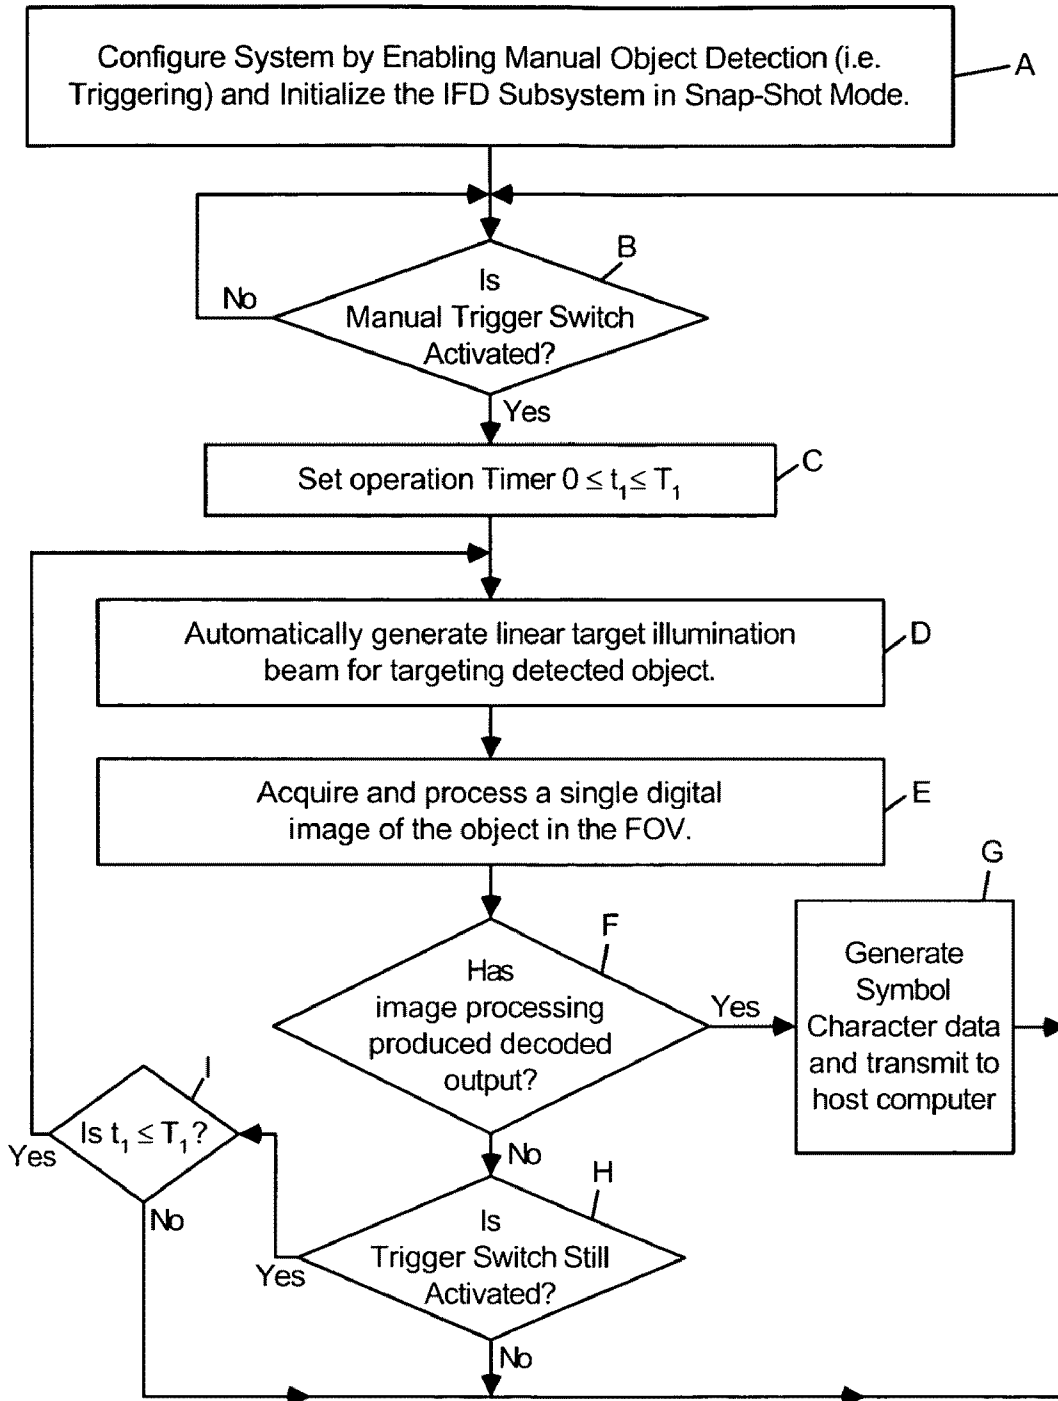 Configure System by Enabling Manual Object Detection (i.e.
Triggering) and Initialize the IFD Subsystem in Snap-Shot Mode.
A
B
Is
Manual Trigger Switch
Activated?
No
Yes
Set operation Timer 0 ≤ t₁ ≤ T₁
C
Automatically generate linear target illumination
beam for targeting detected object.
D
Acquire and process a single digital
image of the object in the FOV.
E
F
Has
image processing
produced decoded
output?
Yes
G
Generate
Symbol
Character data
and transmit to
host computer
No
I
Is t₁ ≤ T₁?
Yes
No
H
Is
Trigger Switch Still
Activated?
Yes
No